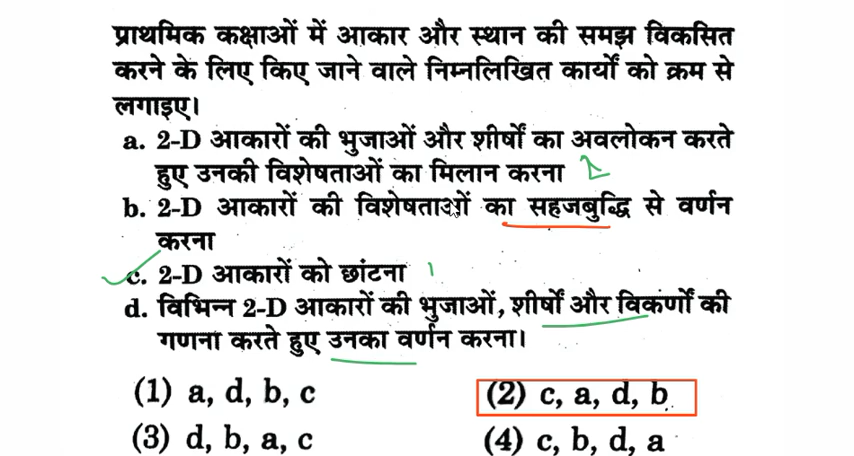 प्राथमिक कक्षाओं में आकार और स्थान की समझ विकसित
करने के लिए किए जाने वाले निम्नलिखित कार्यों को क्रम से
लगाइए।
a. 2-D आकारों की भुजाओं और शीर्षों का अवलोकन करते
हुए उनकी विशेषताओं का मिलान करना 2
b. 2-D आकारों की विशेषताओं का सहजबुद्धि से वर्णन
करना
c. 2-D आकारों को छांटना 1
d. विभिन्न 2-D आकारों की भुजाओं, शीर्षों और विकर्णों की
गणना करते हुए उनका वर्णन करना।
(1) a, d, b, c (2) c, a, d, b
(3) d, b, a, c (4) c, b, d, a